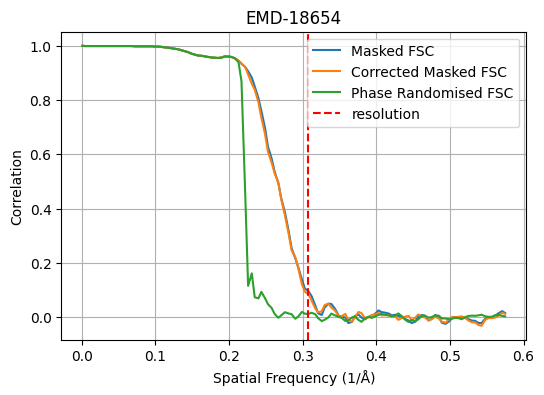 EMD-18654
Masked FSC
Corrected Masked FSC
Phase Randomised FSC
resolution
Correlation
1.0
0.8
0.6
0.4
0.2
0.0
0.0 0.1 0.2 0.3 0.4 0.5 0.6
Spatial Frequency (1/Å)